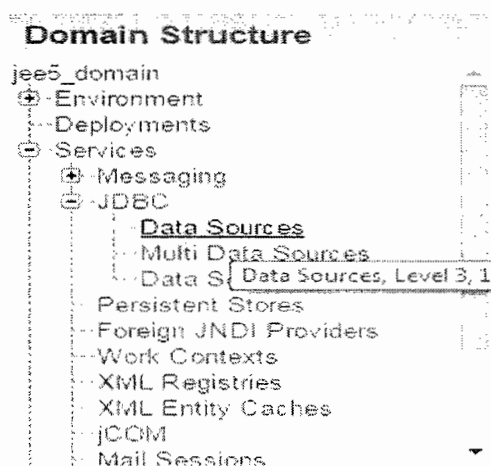 Domain Structure
jee5_domain
Environment
Deployments
Services
Messaging
JDBC
Data Sources
Multi Data Sources
Data S
Data Sources, Level 3, 1
Persistent Stores
Foreign JNDI Providers
Work Contexts
XML Registries
XML Entity Caches
jCOM
Mail Sessions